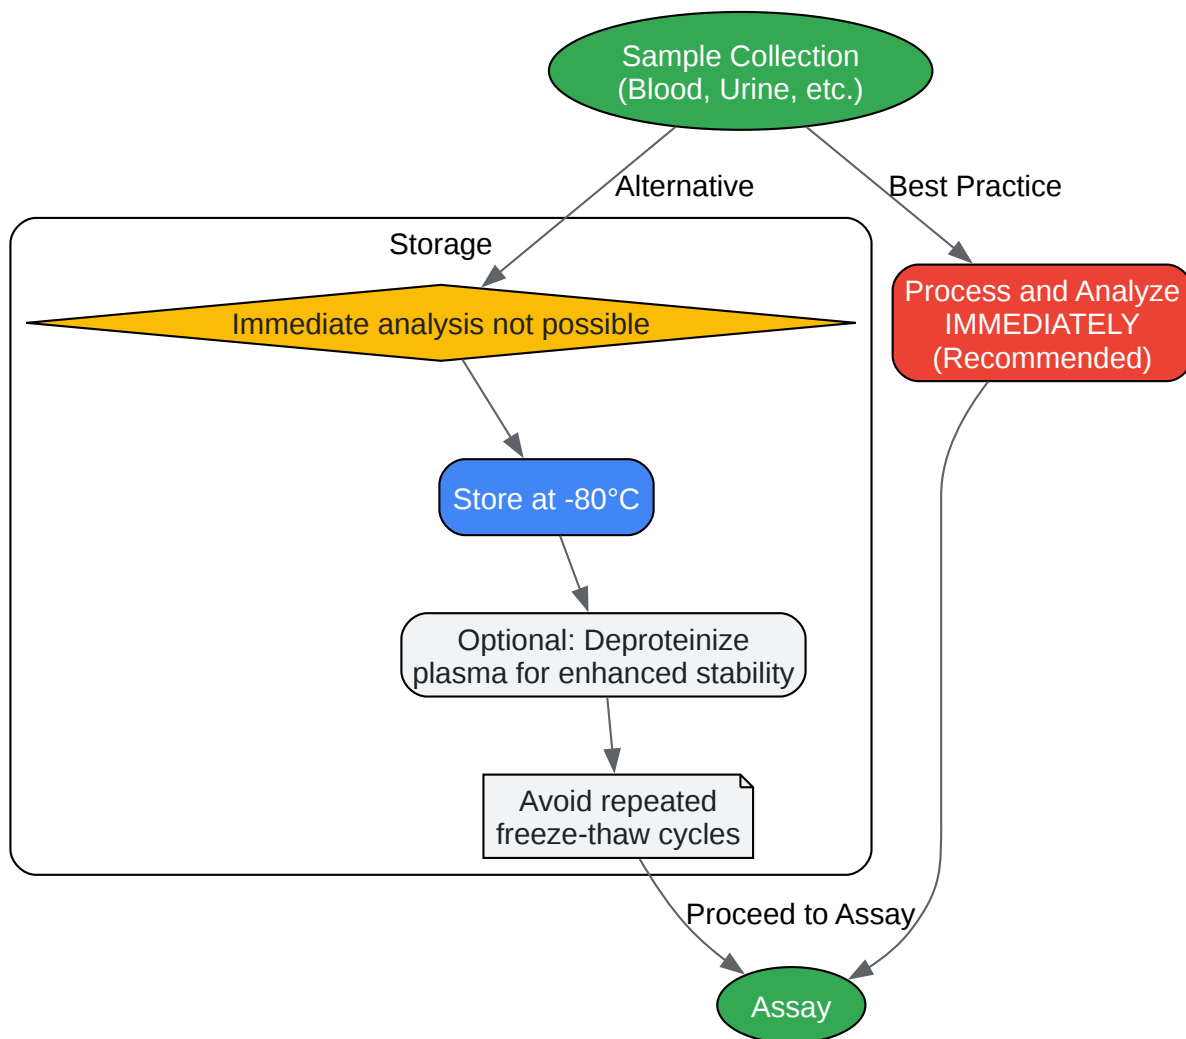 Sample Collection
(Blood, Urine, etc.)
Alternative
Best Practice
Storage
Immediate analysis not possible
Process and Analyze
IMMEDIATELY
(Recommended)
Store at -80°C
Optional: Deproteinize
plasma for enhanced stability
Avoid repeated
freeze-thaw cycles
Proceed to Assay
Assay